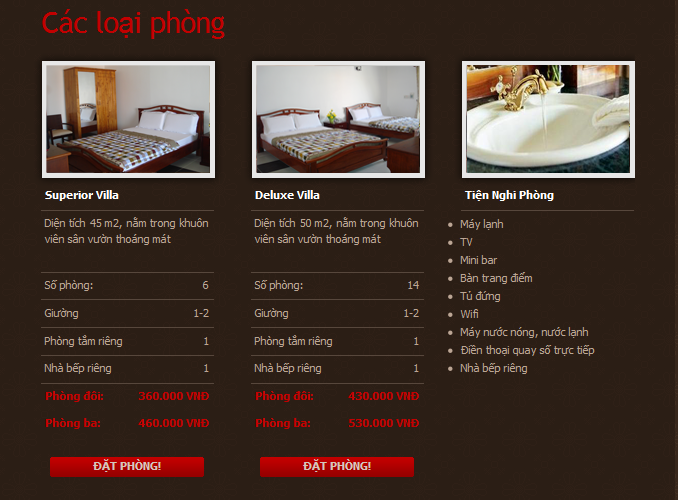 Các loại phòng
Superior Villa
Diện tích 45 m2, nằm trong khuôn
viên sân vườn thoáng mát
Số phòng: 6
Giường 1-2
Phòng tắm riêng 1
Nhà bếp riêng 1
Phòng đôi: 360.000 VNĐ
Phòng ba: 460.000 VNĐ
ĐẶT PHÒNG!
Deluxe Villa
Diện tích 50 m2, nằm trong khuôn
viên sân vườn thoáng mát
Số phòng: 14
Giường 1-2
Phòng tắm riêng 1
Nhà bếp riêng 1
Phòng đôi: 430.000 VNĐ
Phòng ba: 530.000 VNĐ
ĐẶT PHÒNG!
Tiện Nghi Phòng
Máy lạnh
TV
Mini bar
Bàn trang điểm
Tủ đứng
Wifi
Máy nước nóng, nước lạnh
Điện thoại quay số trực tiếp
Nhà bếp riêng